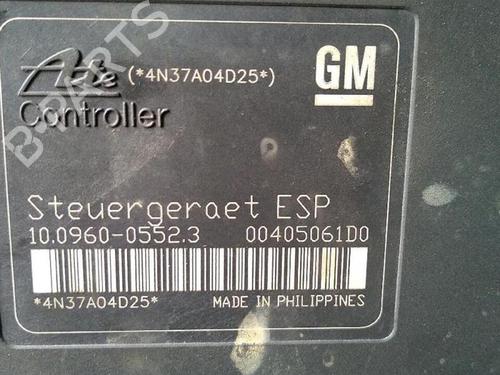 Ate (*4N37A04D25*) GM
Controller
Steuergeraet ESP
10.0960-0552.3 00405061D0
*4N37A04D25* MADE IN PHILIPPINES
B-PARTS